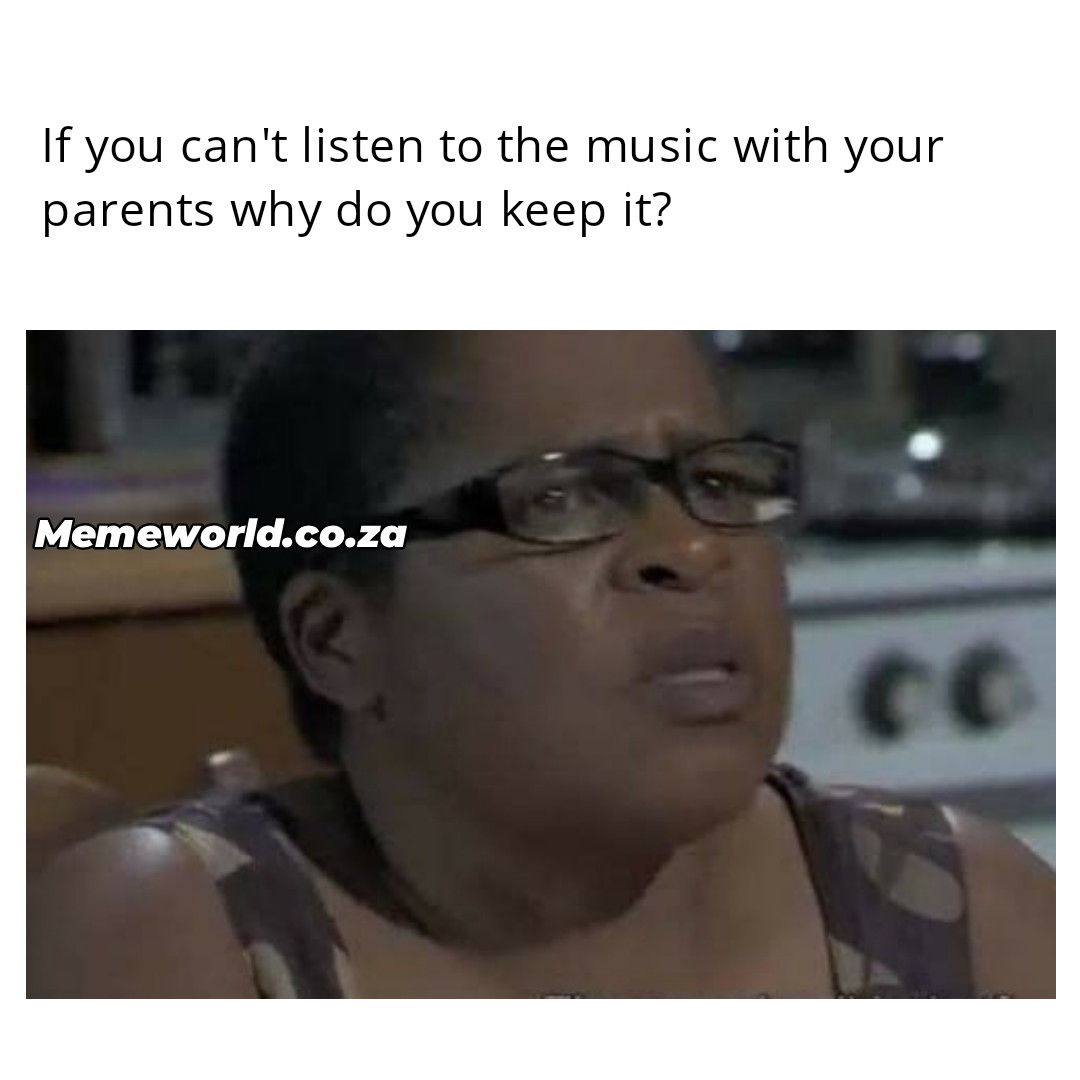 If you can't listen to the music with your
parents why do you keep it?
Memeworld.co.za